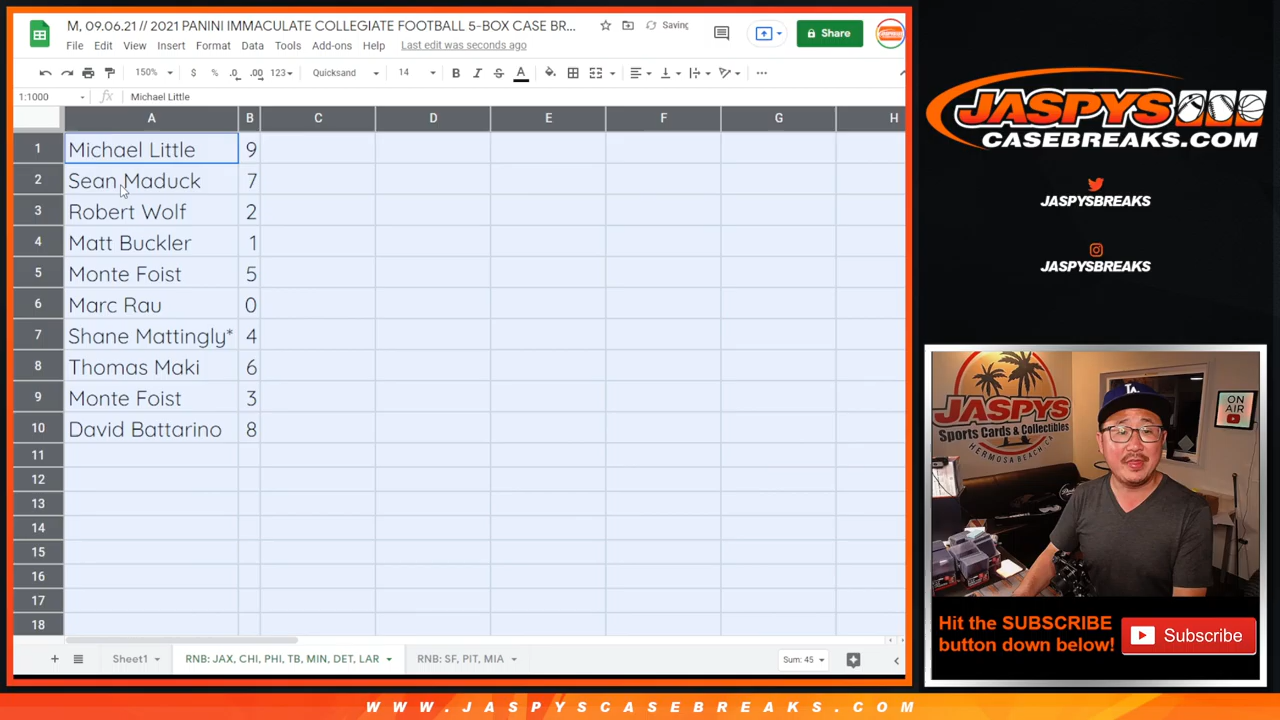 M, 09.06.21 // 2021 PANINI IMMACULATE COLLEGIATE FOOTBALL 5-BOX CASE BR...
Saving
Share
File Edit View Insert Format Data Tools Add-ons Help Last edit was seconds ago
150% $ % .0 .00 123 Quicksand 14 B I S A
1:1000 fx Michael Little
A B C D E F G H
1 Michael Little 9
2 Sean Maduck 7
3 Robert Wolf 2
4 Matt Buckler 1
5 Monte Foist 5
6 Marc Rau 0
7 Shane Mattingly* 4
8 Thomas Maki 6
9 Monte Foist 3
10 David Battarino 8
11
12
13
14
15
16
17
18
Sheet1 RNB: JAX, CHI, PHI, TB, MIN, DET, LAR RNB: SF, PIT, MIA Sum: 45
JASPYS
CASEBREAKS.COM
JASPYSBREAKS
JASPYSBREAKS
JASPYS
Sports Cards & Collectibles
HERMOSA BEACH, CA
LA
ON
AIR
Hit the SUBSCRIBE
button down below!
Subscribe
WWW.JASPYSCASEBREAKS.COM